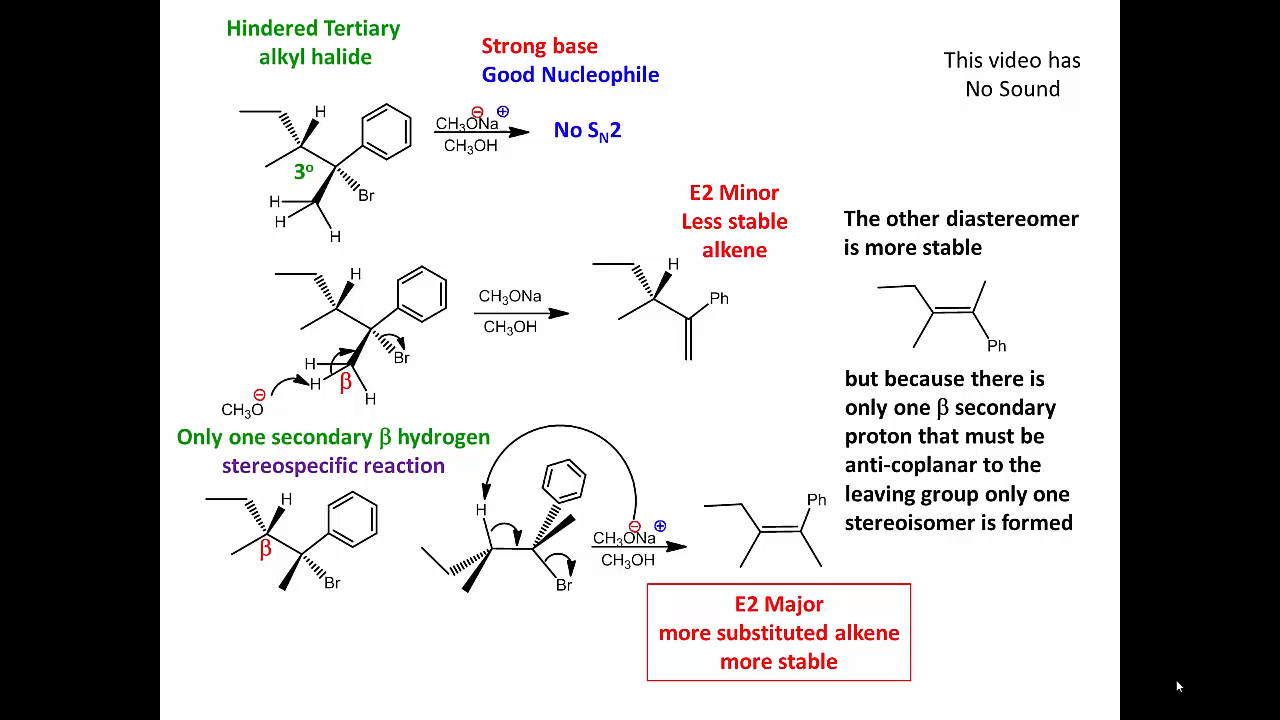 Hindered Tertiary
alkyl halide
Strong base
Good Nucleophile
This video has
No Sound
H
CH₃ONa
⊖ ⊕
CH₃OH
No SN2
3º
Br
H
H
H
E2 Minor
Less stable
alkene
The other diastereomer
is more stable
H
CH₃ONa
CH₃OH
H
Ph
Br
H
H
β
H
CH₃O
⊖
Ph
but because there is
only one β secondary
proton that must be
anti-coplanar to the
leaving group only one
stereoisomer is formed
Only one secondary β hydrogen
stereospecific reaction
H
β
Br
H
Br
CH₃ONa
⊖ ⊕
CH₃OH
Ph
E2 Major
more substituted alkene
more stable